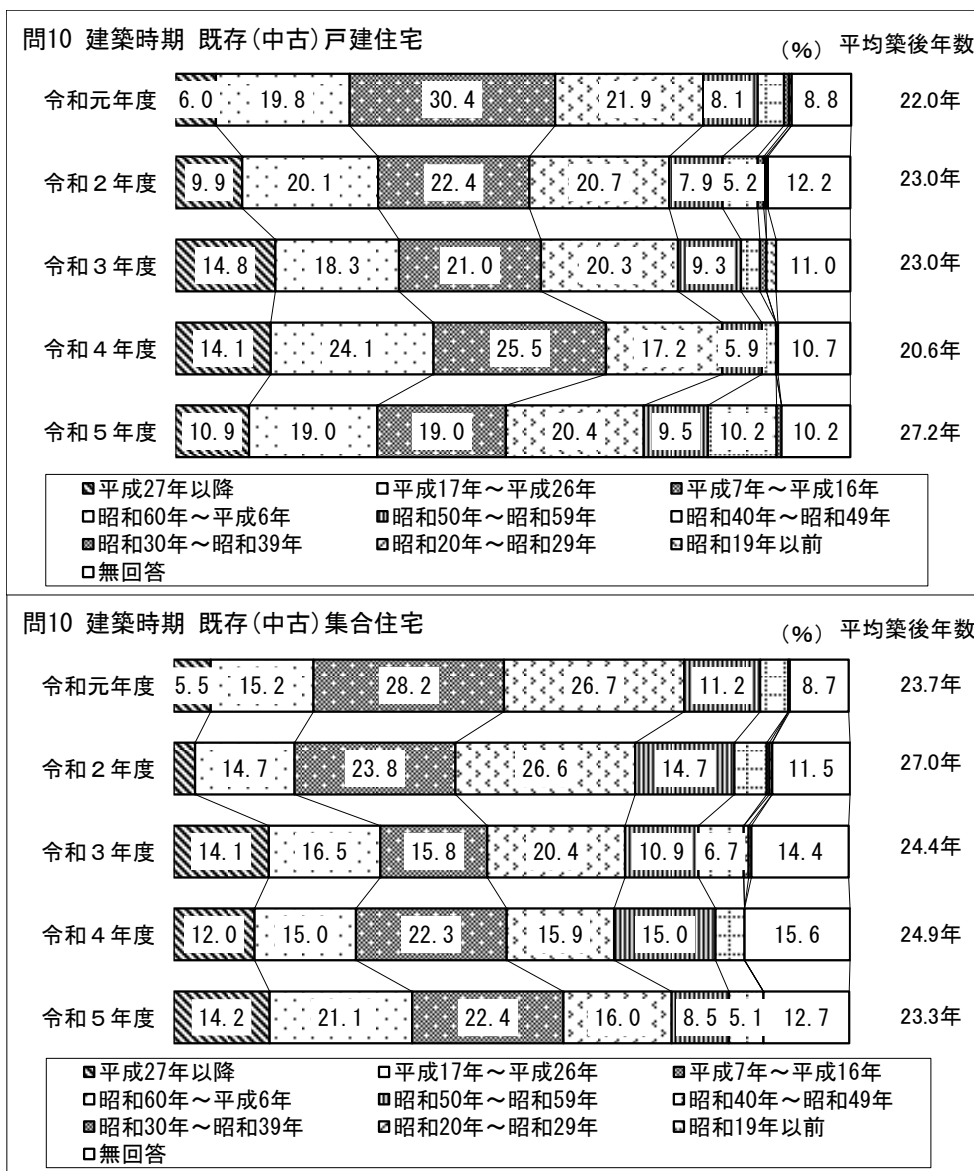 問10 建築時期 既存(中古)戸建住宅
(%) 平均築後年数
令和元年度 6.0 19.8 30.4 21.9 8.1 8.8 22.0年
令和2年度 9.9 20.1 22.4 20.7 7.9 5.2 12.2 23.0年
令和3年度 14.8 18.3 21.0 20.3 9.3 11.0 23.0年
令和4年度 14.1 24.1 25.5 17.2 5.9 10.7 20.6年
令和5年度 10.9 19.0 19.0 20.4 9.5 10.2 10.2 27.2年
平成27年以降 平成17年~平成26年 平成7年~平成16年
昭和60年~平成6年 昭和50年~昭和59年 昭和40年~昭和49年
昭和30年~昭和39年 昭和20年~昭和29年 昭和19年以前
無回答
問10 建築時期 既存(中古)集合住宅
(%) 平均築後年数
令和元年度 5.5 15.2 28.2 26.7 11.2 8.7 23.7年
令和2年度 14.7 23.8 26.6 14.7 11.5 27.0年
令和3年度 14.1 16.5 15.8 20.4 10.9 6.7 14.4 24.4年
令和4年度 12.0 15.0 22.3 15.9 15.0 15.6 24.9年
令和5年度 14.2 21.1 22.4 16.0 8.5 5.1 12.7 23.3年
平成27年以降 平成17年~平成26年 平成7年~平成16年
昭和60年~平成6年 昭和50年~昭和59年 昭和40年~昭和49年
昭和30年~昭和39年 昭和20年~昭和29年 昭和19年以前
無回答